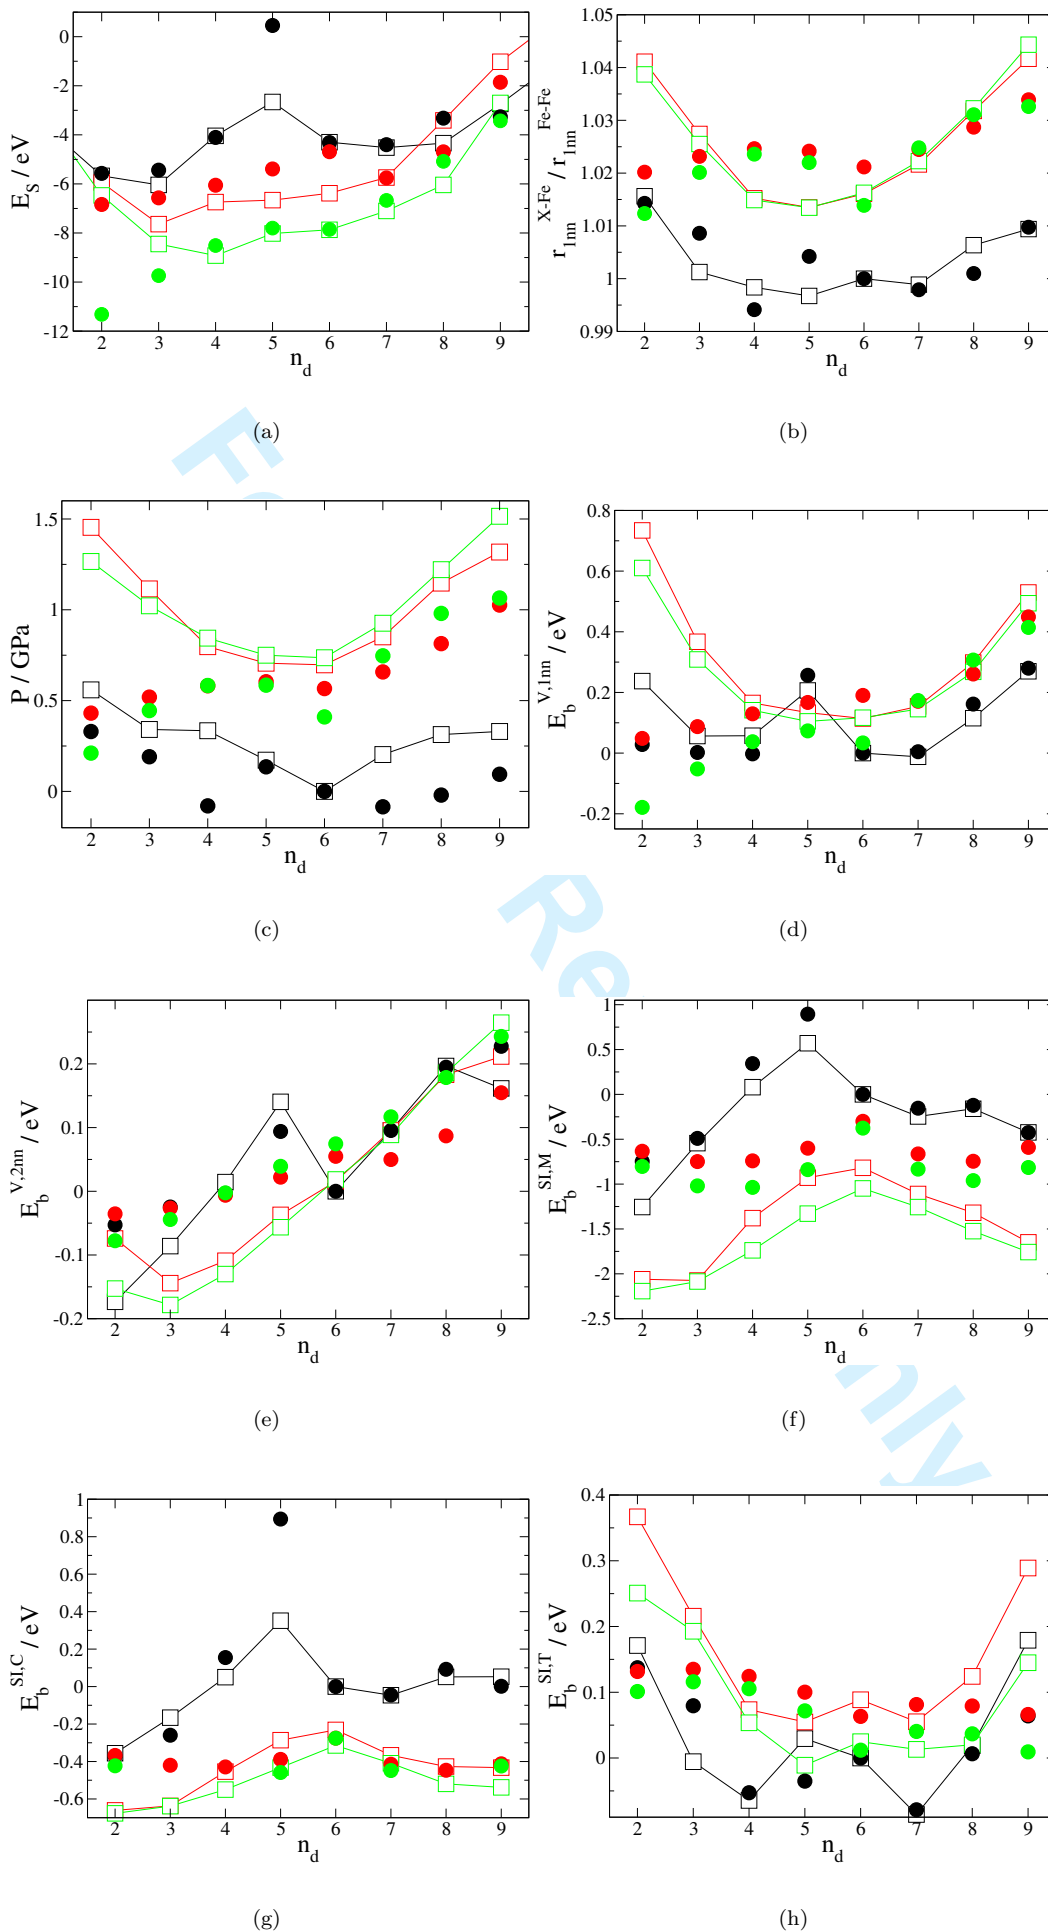 0
-2
-4
-6
-8
-10
-12
E_S / eV
2 3 4 5 6 7 8 9
n_d
(a)
1.05
1.04
1.03
1.02
1.01
1
0.99
r_1nn^X-Fe / r_1nn^Fe-Fe
2 3 4 5 6 7 8 9
n_d
(b)
1.5
1
0.5
0
P / GPa
2 3 4 5 6 7 8 9
n_d
(c)
0.8
0.6
0.4
0.2
0
-0.2
E_b^V,1nn / eV
2 3 4 5 6 7 8 9
n_d
(d)
0.2
0.1
0
-0.1
-0.2
E_b^V,2nn / eV
2 3 4 5 6 7 8 9
n_d
(e)
1
0.5
0
-0.5
-1
-1.5
-2
-2.5
E_b^SI,M / eV
2 3 4 5 6 7 8 9
n_d
(f)
1
0.8
0.6
0.4
0.2
0
-0.2
-0.4
-0.6
E_b^SI,C / eV
2 3 4 5 6 7 8 9
n_d
(g)
0.4
0.3
0.2
0.1
0
E_b^SI,T / eV
2 3 4 5 6 7 8 9
n_d
(h)